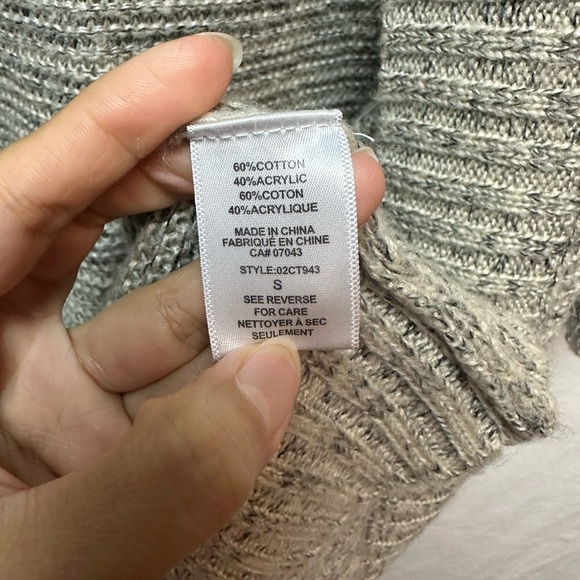 60%COTTON
40%ACRYLIC
60%COTON
40%ACRYLIQUE
MADE IN CHINA
FABRIQUÉ EN CHINE
CA# 07043
STYLE:02CT943
S
SEE REVERSE
FOR CARE
NETTOYER À SEC
SEULEMENT